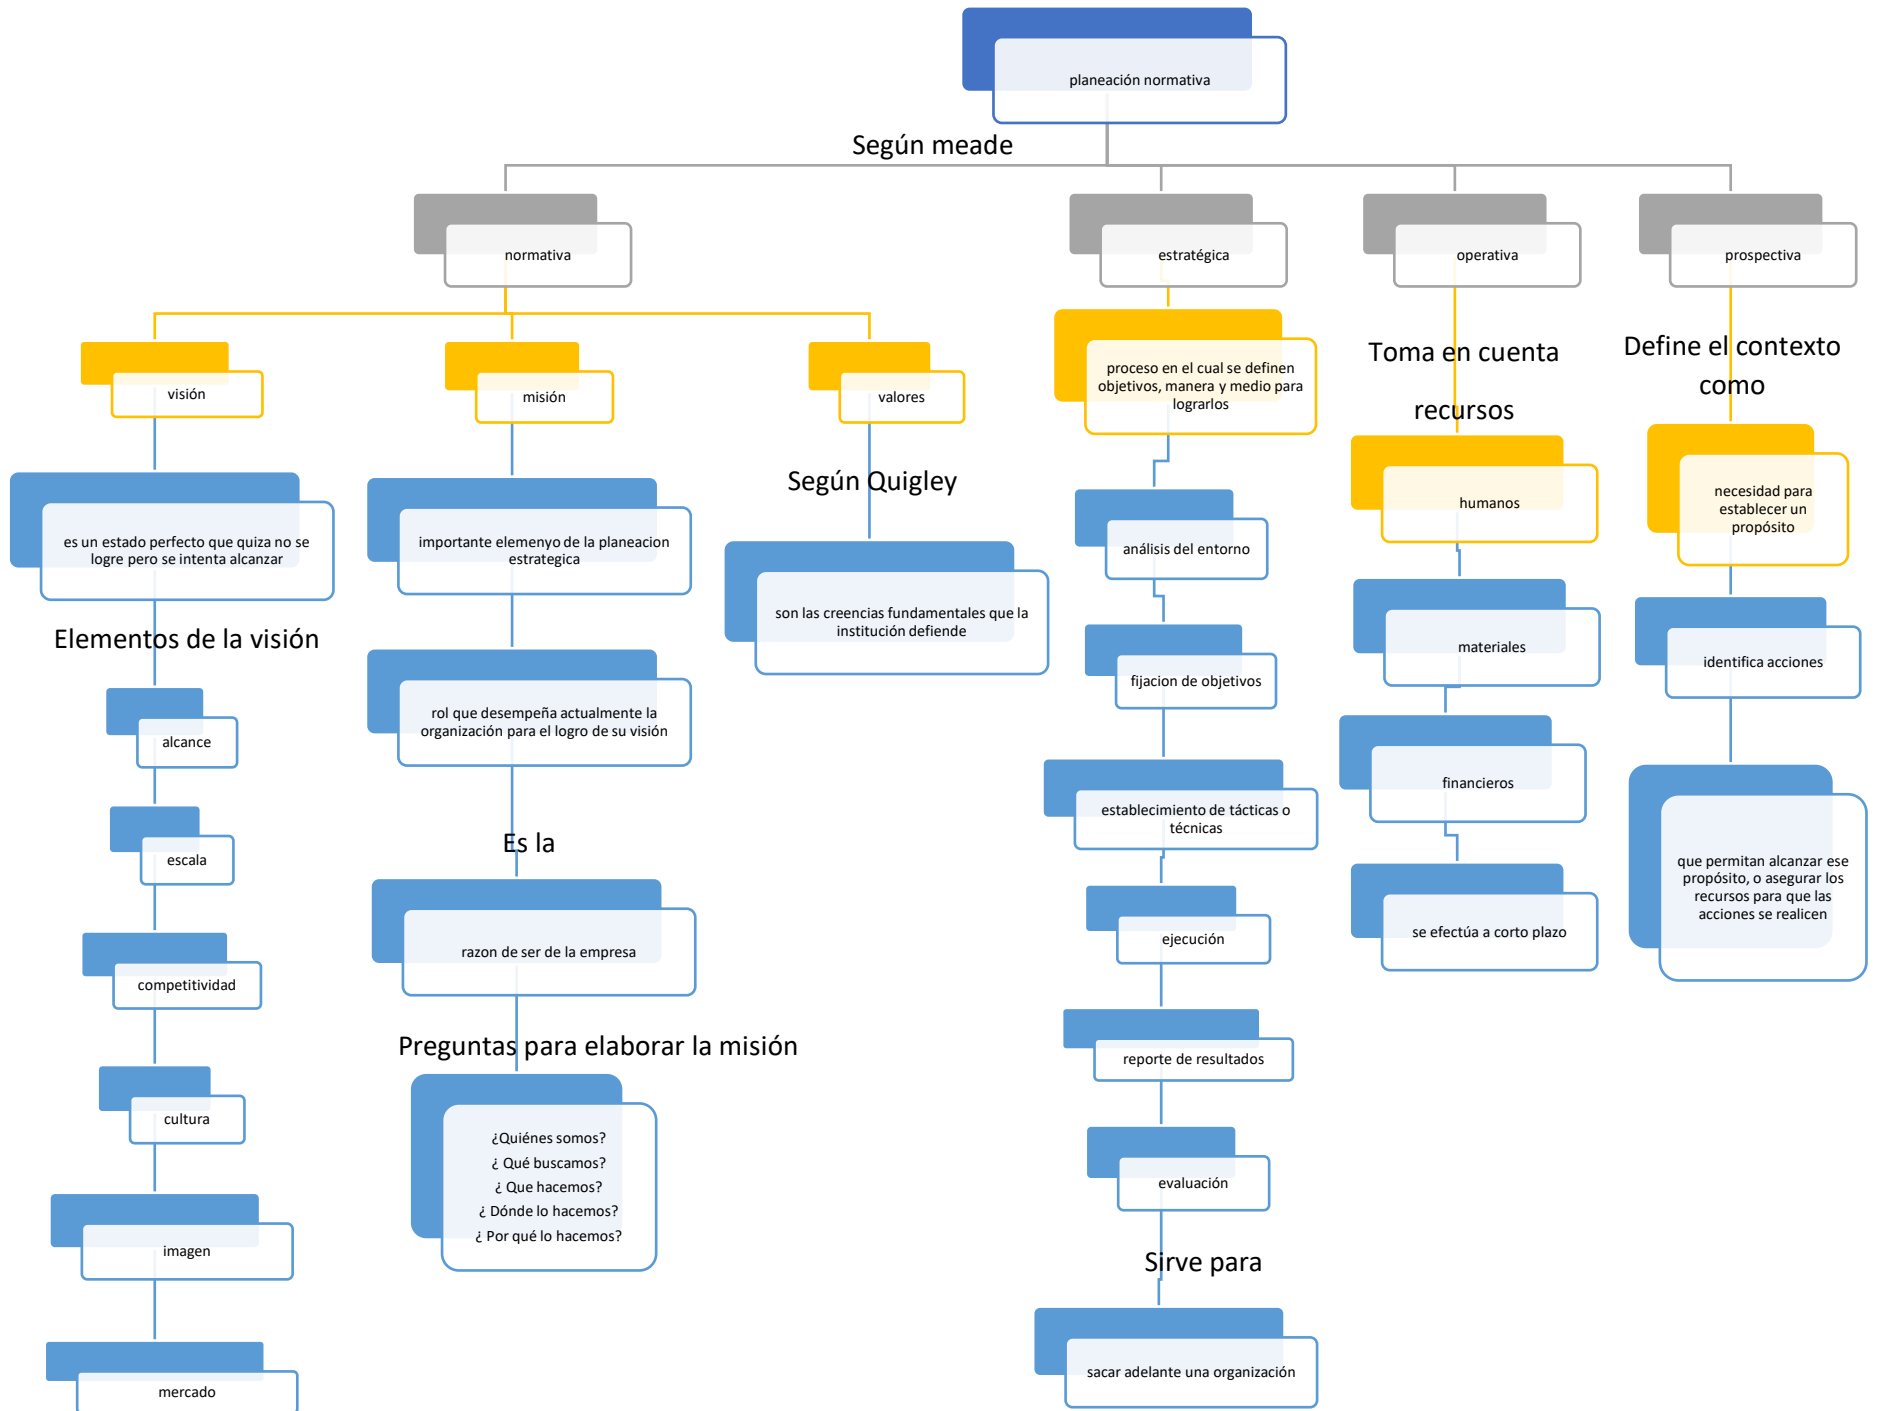 planeación normativa
Según meade
normativa
estratégica
operativa
prospectiva
visión
misión
valores
proceso en el cual se definen
objetivos, manera y medio para
lograrlos
Toma en cuenta
recursos
Define el contexto
como
es un estado perfecto que quiza no se
logre pero se intenta alcanzar
importante elemenyo de la planeacion
estrategica
Según Quigley
son las creencias fundamentales que la
institución defiende
análisis del entorno
humanos
necesidad para
establecer un
propósito
Elementos de la visión
rol que desempeña actualmente la
organización para el logro de su visión
fijacion de objetivos
materiales
identifica acciones
alcance
establecimiento de tácticas o
técnicas
financieros
que permitan alcanzar ese
propósito, o asegurar los
recursos para que las
acciones se realicen
escala
Es la
razon de ser de la empresa
ejecución
se efectúa a corto plazo
competitividad
Preguntas para elaborar la misión
reporte de resultados
cultura
¿Quiénes somos?
¿ Qué buscamos?
¿ Que hacemos?
¿ Dónde lo hacemos?
¿ Por qué lo hacemos?
evaluación
imagen
Sirve para
sacar adelante una organización
mercado